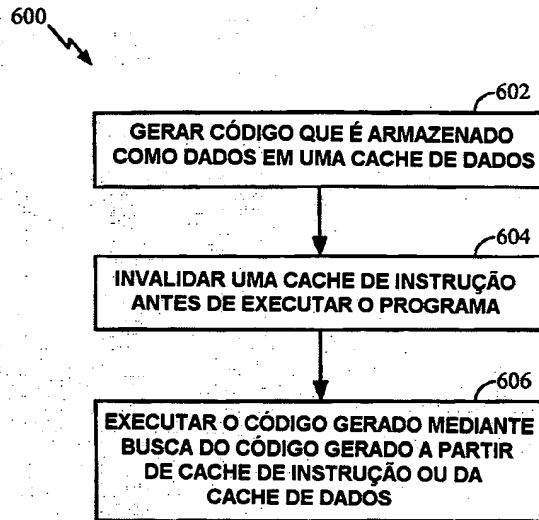 600
602
GERAR CÓDIGO QUE É ARMAZENADO
COMO DADOS EM UMA CACHE DE DADOS
604
INVALIDAR UMA CACHE DE INSTRUÇÃO
ANTES DE EXECUTAR O PROGRAMA
606
EXECUTAR O CÓDIGO GERADO MEDIANTE
BUSCA DO CÓDIGO GERADO A PARTIR
DE CACHE DE INSTRUÇÃO OU DA
CACHE DE DADOS